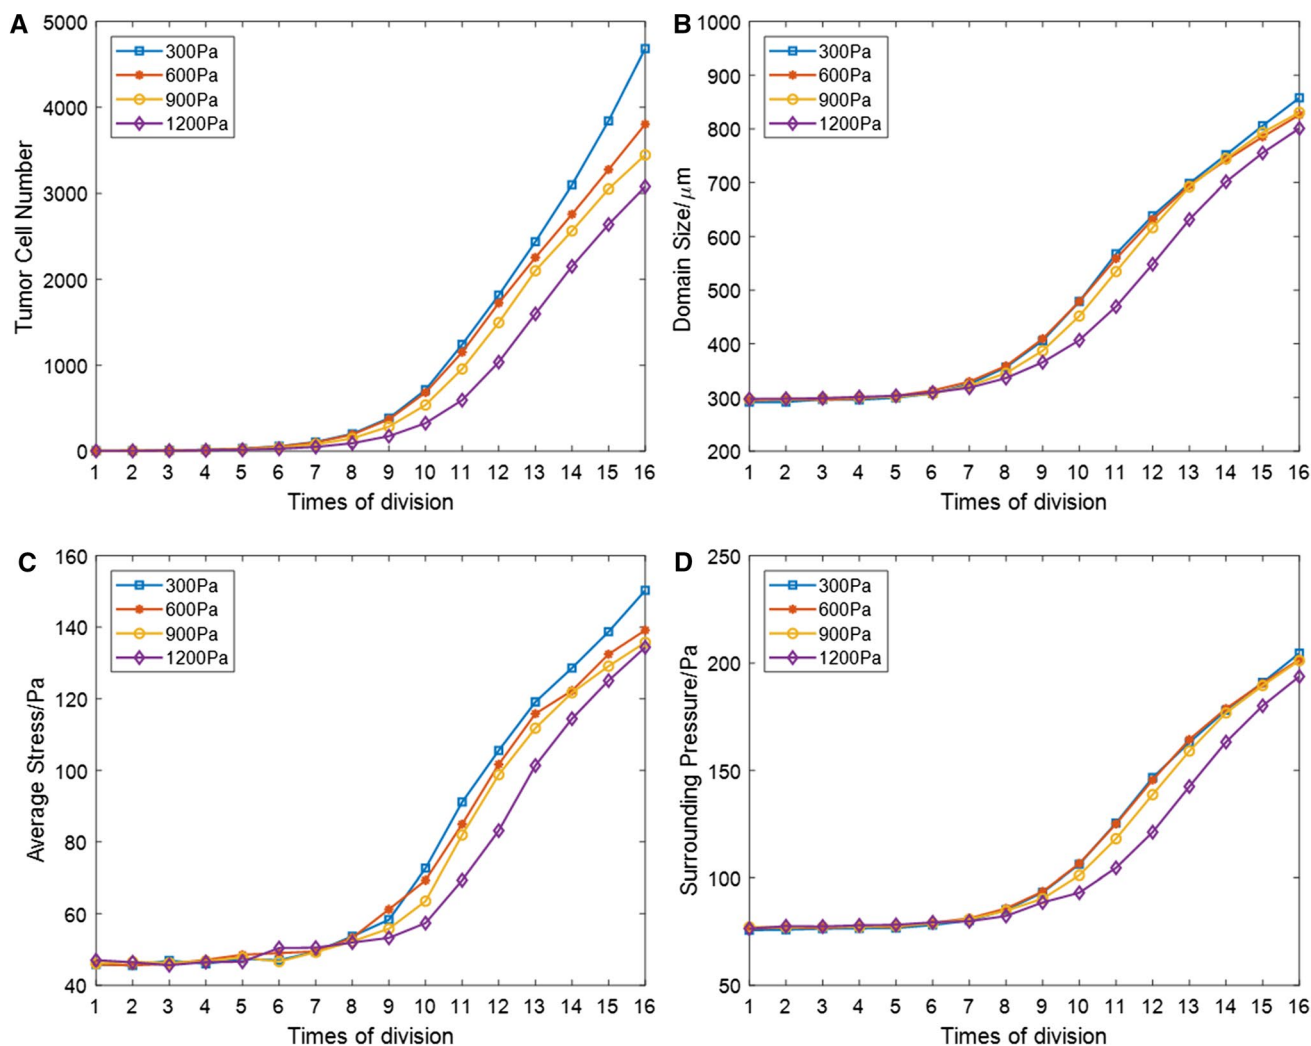 A
5000
4000
3000
2000
1000
0
Tumor Cell Number
300Pa
600Pa
900Pa
1200Pa
1 2 3 4 5 6 7 8 9 10 11 12 13 14 15 16
Times of division
B
1000
900
800
700
600
500
400
300
200
Domain Size/μm
300Pa
600Pa
900Pa
1200Pa
1 2 3 4 5 6 7 8 9 10 11 12 13 14 15 16
Times of division
C
160
140
120
100
80
60
40
Average Stress/Pa
300Pa
600Pa
900Pa
1200Pa
1 2 3 4 5 6 7 8 9 10 11 12 13 14 15 16
Times of division
D
250
200
150
100
50
Surrounding Pressure/Pa
300Pa
600Pa
900Pa
1200Pa
1 2 3 4 5 6 7 8 9 10 11 12 13 14 15 16
Times of division